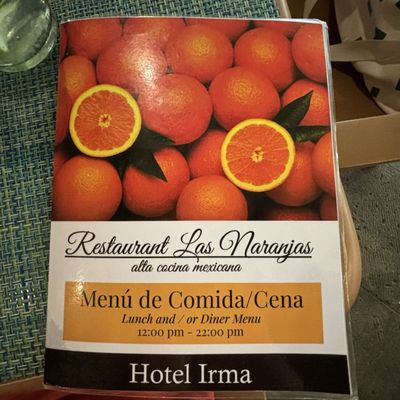 Restaurant Las Naranjas
alta cocina mexicana
Menú de Comida/Cena
Lunch and / or Diner Menu
12:00 pm - 22:00 pm
Hotel Irma